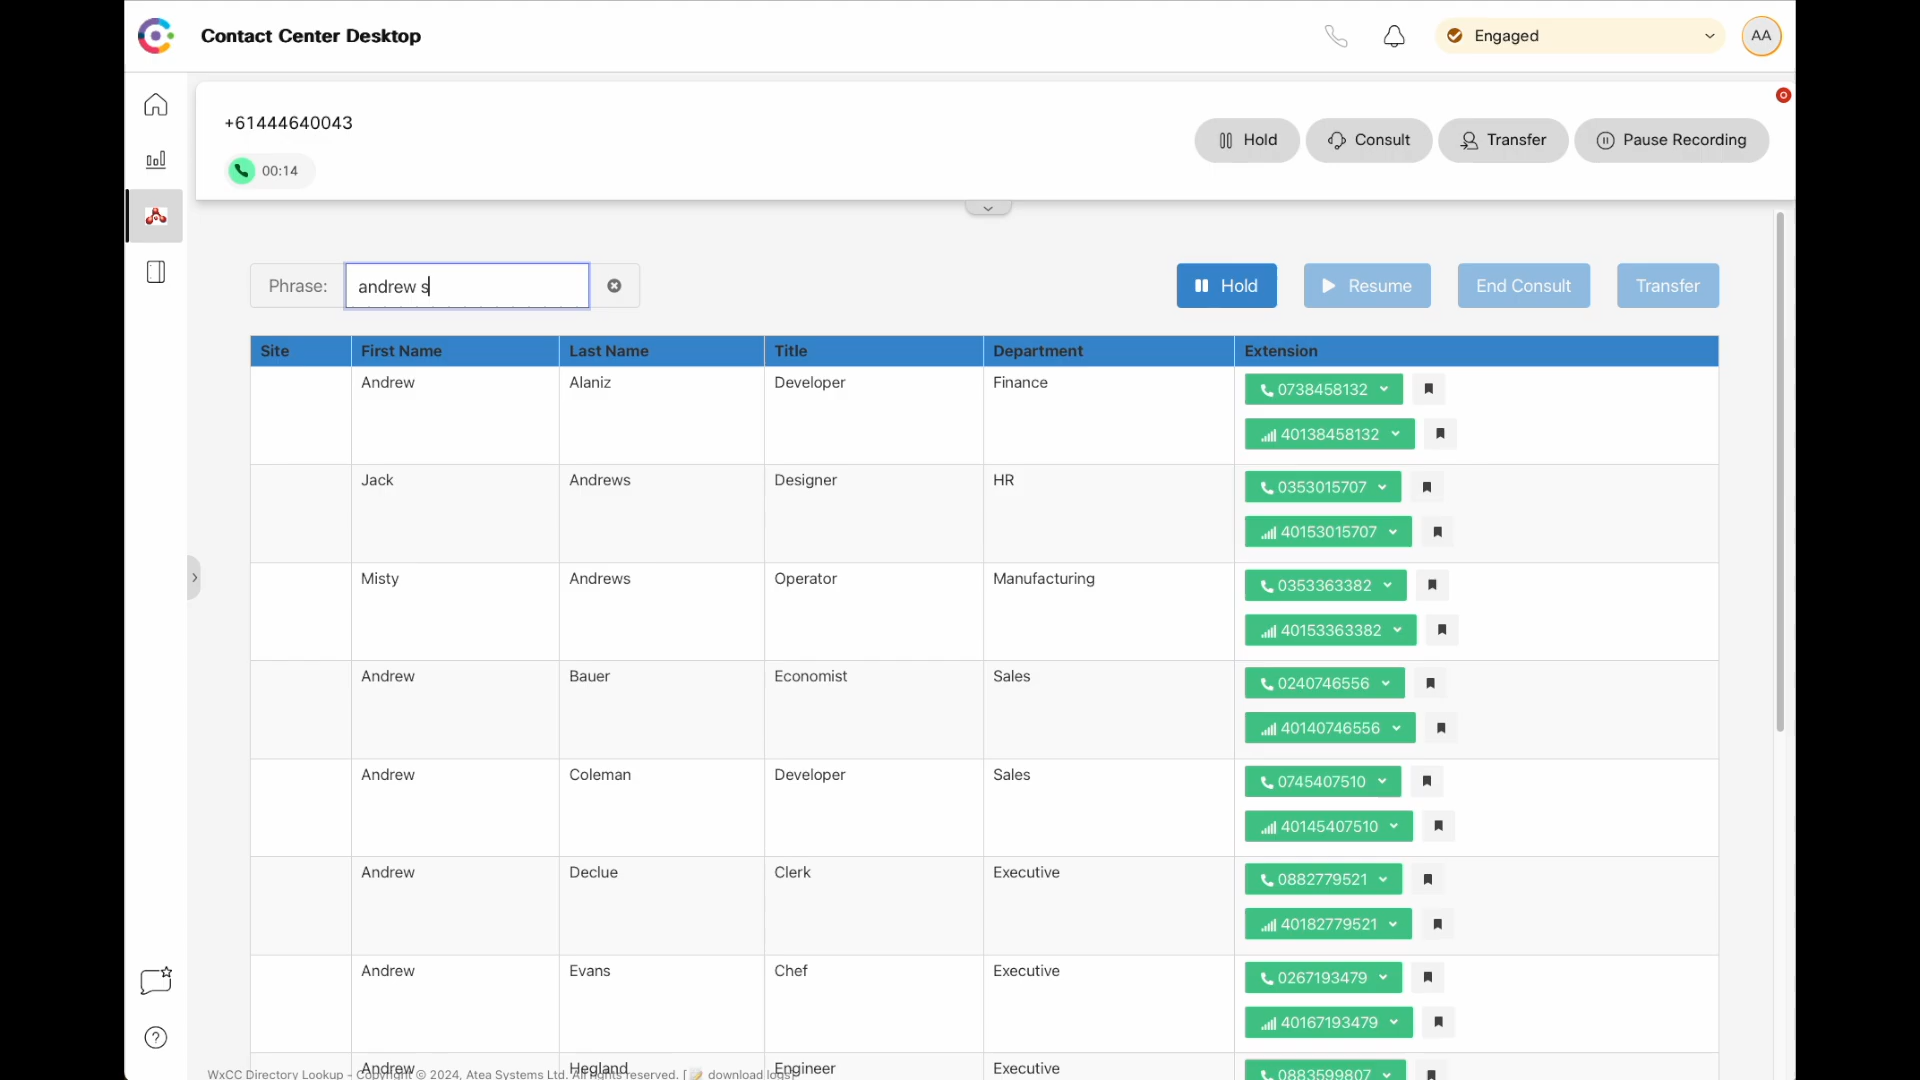 Contact Center Desktop
Engaged
AA
+61444640043
00:14
Hold
Consult
Transfer
Pause Recording
Phrase:
andrew s
Hold
Resume
End Consult
Transfer
Site First Name Last Name Title Department Extension
Andrew Alaniz Developer Finance 0738458132
40138458132
Jack Andrews Designer HR 0353015707
40153015707
Misty Andrews Operator Manufacturing 0353363382
40153363382
Andrew Bauer Economist Sales 0240746556
40140746556
Andrew Coleman Developer Sales 0745407510
40145407510
Andrew Declue Clerk Executive 0882779521
40182779521
Andrew Evans Chef Executive 0267193479
40167193479
Andrew Hegland Engineer Executive 0883599807
WxCC Directory Lookup - Copyright © 2024, Atea Systems Ltd. All rights reserved. [ download logs]